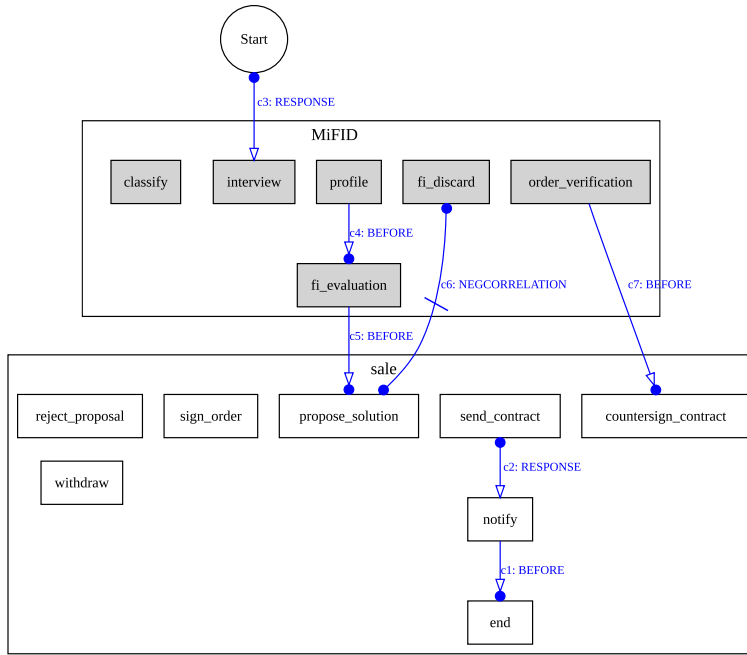 Start
c3: RESPONSE
MiFID
classify
interview
profile
fi_discard
order_verification
c4: BEFORE
fi_evaluation
c6: NEGCORRELATION
c7: BEFORE
c5: BEFORE
sale
reject_proposal
sign_order
propose_solution
send_contract
countersign_contract
withdraw
c2: RESPONSE
notify
c1: BEFORE
end